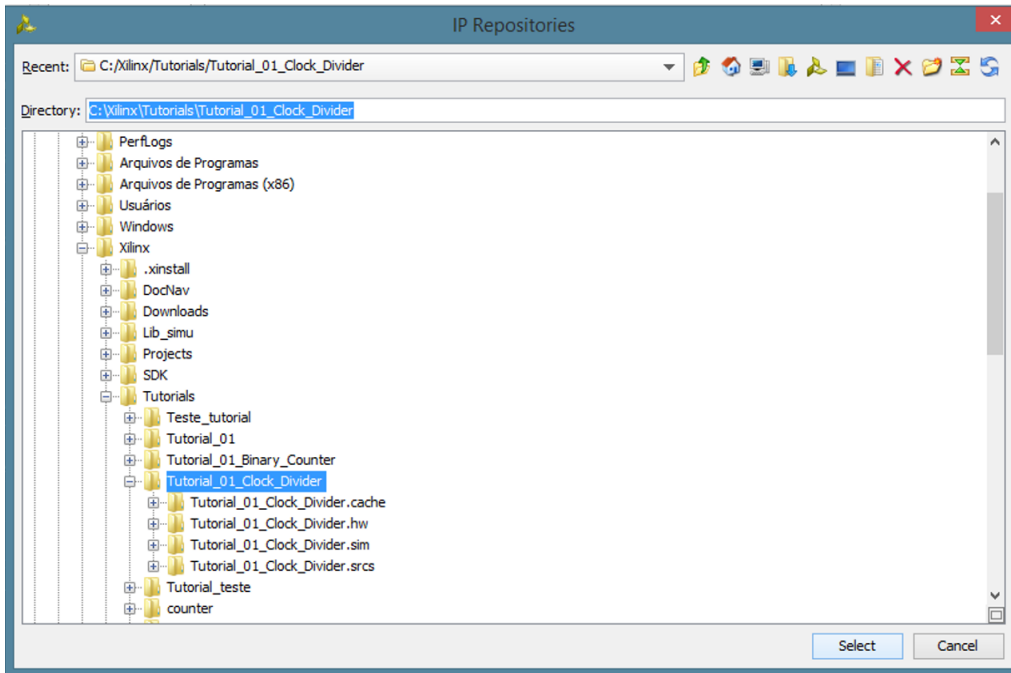 IP Repositories
Recent: C:/Xilinx/Tutorials/Tutorial_01_Clock_Divider
Directory: C:\Xilinx\Tutorials\Tutorial_01_Clock_Divider
PerfLogs
Arquivos de Programas
Arquivos de Programas (x86)
Usuários
Windows
Xilinx
.xinstall
DocNav
Downloads
Lib_simu
Projects
SDK
Tutorials
Teste_tutorial
Tutorial_01
Tutorial_01_Binary_Counter
Tutorial_01_Clock_Divider
Tutorial_01_Clock_Divider.cache
Tutorial_01_Clock_Divider.hw
Tutorial_01_Clock_Divider.sim
Tutorial_01_Clock_Divider.srcs
Tutorial_teste
counter
Select Cancel